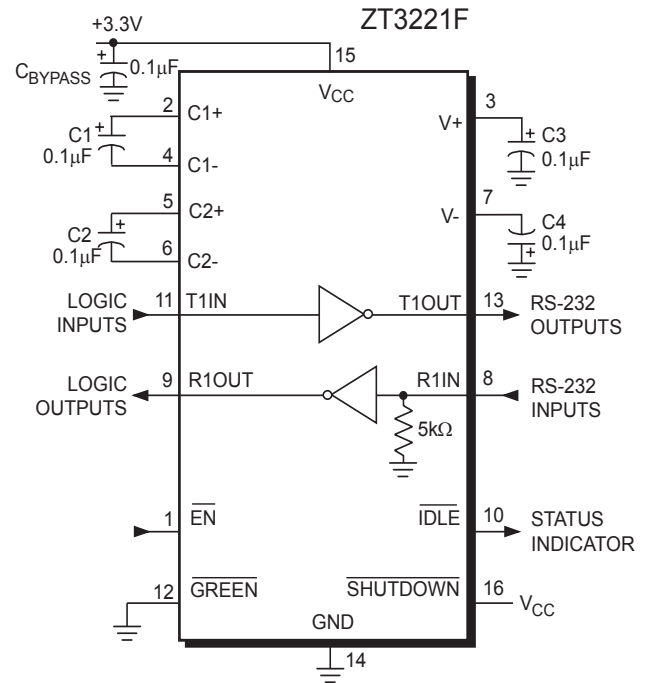 ZT3221F
+3.3V
15
+
CBYPASS
0.1µF
VCC
2
C1+
3
V+
C1
+
0.1µF
+
C3
0.1µF
4
C1-
5
C2+
7
V-
C2
+
0.1µF
C4
0.1µF
+
6
C2-
LOGIC
INPUTS
11
T1IN
T1OUT
13
RS-232
OUTPUTS
LOGIC
OUTPUTS
9
R1OUT
R1IN
8
RS-232
INPUTS
5kΩ
1
EN
IDLE
10
STATUS
INDICATOR
12
GREEN
SHUTDOWN
16
VCC
GND
14